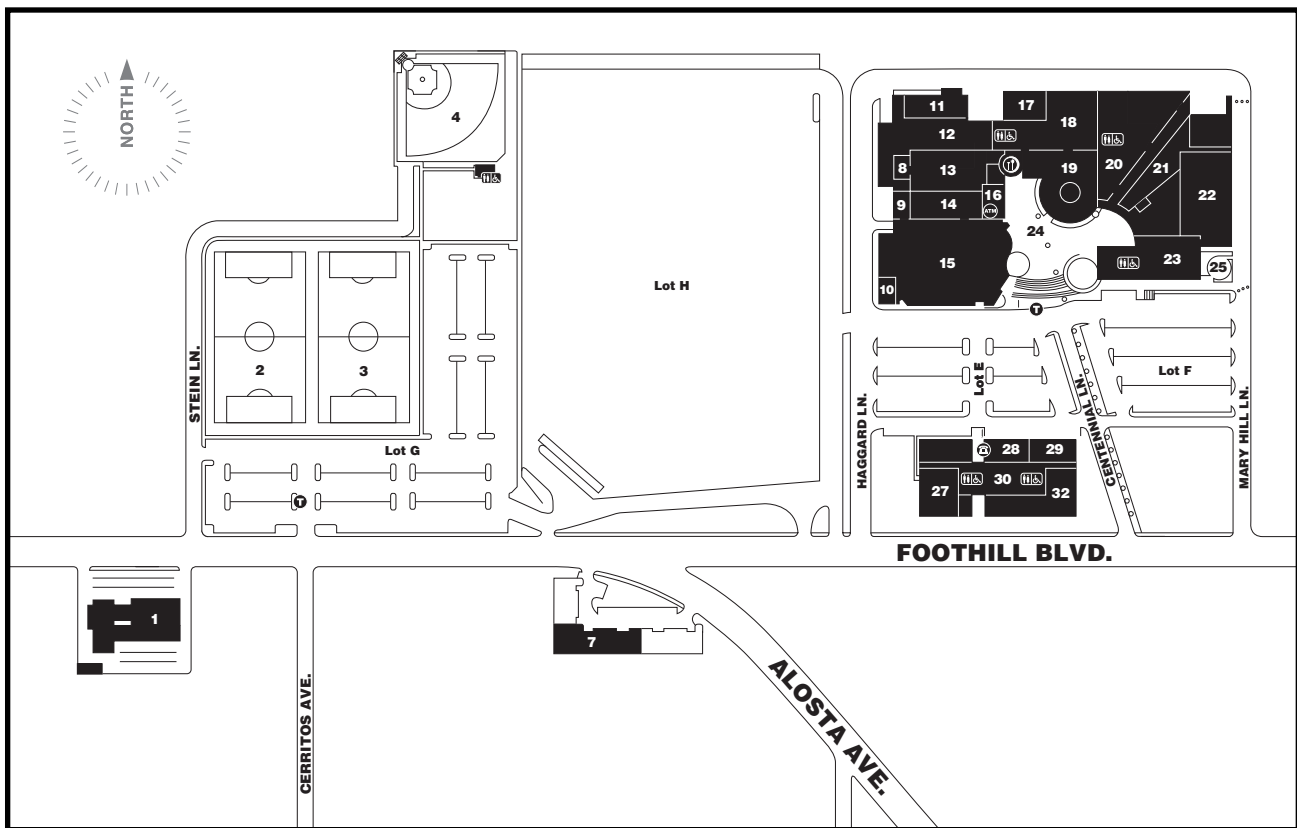 NORTH
4
11
17
18
12
20
8
13
19
21
16
22
9
14
ATM
24
15
23
25
10
T
Lot H
STEIN LN.
2
3
Lot G
T
HAGGARD LN.
Lot E
CENTENNIAL LN.
Lot F
MARY HILL LN.
28
29
27
30
32
FOOTHILL BLVD.
1
7
CERRITOS AVE.
ALOSTA AVE.